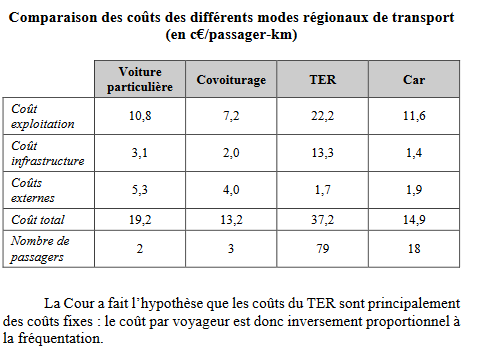 Comparaison des coûts des différents modes régionaux de transport
(en c€/passager-km)
Voiture particulière Covoiturage TER Car
Coût exploitation 10,8 7,2 22,2 11,6
Coût infrastructure 3,1 2,0 13,3 1,4
Coûts externes 5,3 4,0 1,7 1,9
Coût total 19,2 13,2 37,2 14,9
Nombre de passagers 2 3 79 18
La Cour a fait l’hypothèse que les coûts du TER sont principalement
des coûts fixes : le coût par voyageur est donc inversement proportionnel à
la fréquentation.